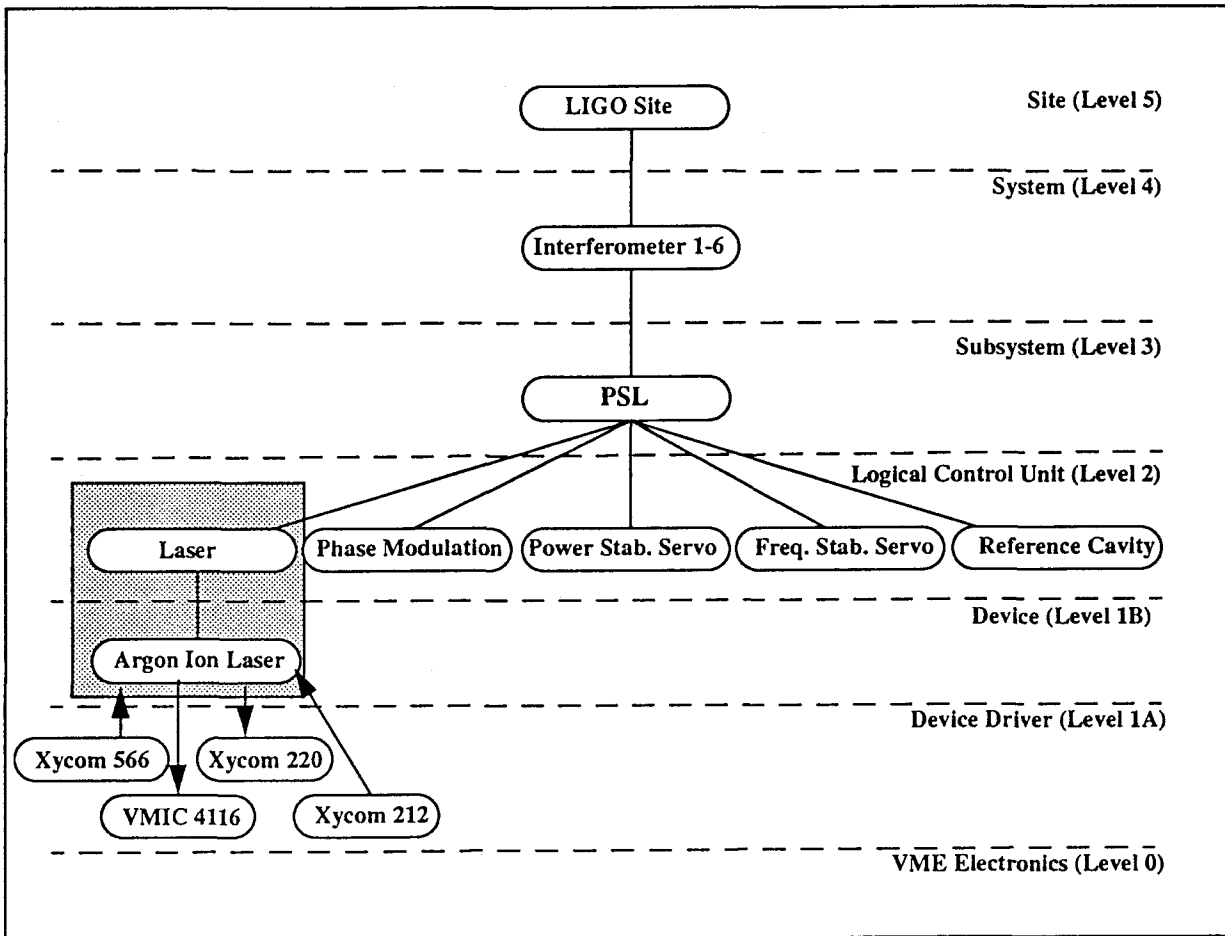 LIGO Site
Site (Level 5)
System (Level 4)
Interferometer 1-6
Subsystem (Level 3)
PSL
Logical Control Unit (Level 2)
Laser
Phase Modulation
Power Stab. Servo
Freq. Stab. Servo
Reference Cavity
Device (Level 1B)
Argon Ion Laser
Device Driver (Level 1A)
Xycom 566
Xycom 220
VMIC 4116
Xycom 212
VME Electronics (Level 0)